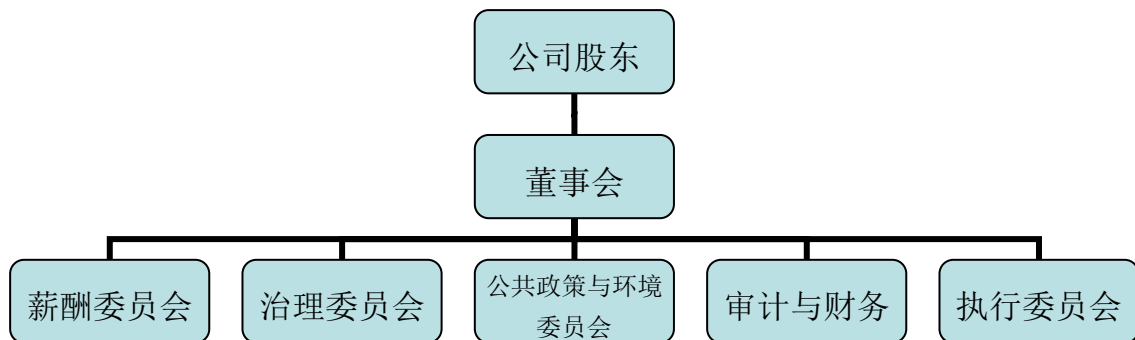 公司股东
董事会
薪酬委员会
治理委员会
公共政策与环境
委员会
审计与财务
执行委员会